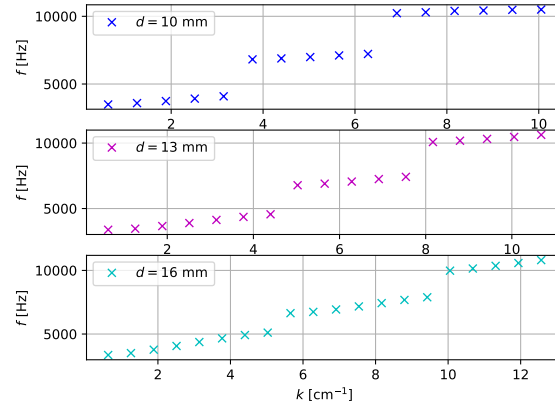 10000
5000
f [Hz]
d = 10 mm
2 4 6 8 10
10000
5000
f [Hz]
d = 13 mm
2 4 6 8 10
10000
5000
f [Hz]
d = 16 mm
0 2 4 6 8 10 12
k [cm⁻¹]